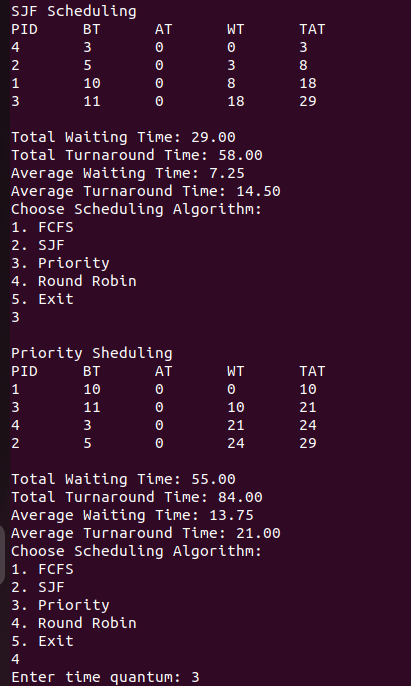 SJF Scheduling
PID BT AT WT TAT
4 3 0 0 3
2 5 0 3 8
1 10 0 8 18
3 11 0 18 29
Total Waiting Time: 29.00
Total Turnaround Time: 58.00
Average Waiting Time: 7.25
Average Turnaround Time: 14.50
Choose Scheduling Algorithm:
1. FCFS
2. SJF
3. Priority
4. Round Robin
5. Exit
3
Priority Sheduling
PID BT AT WT TAT
1 10 0 0 10
3 11 0 10 21
4 3 0 21 24
2 5 0 24 29
Total Waiting Time: 55.00
Total Turnaround Time: 84.00
Average Waiting Time: 13.75
Average Turnaround Time: 21.00
Choose Scheduling Algorithm:
1. FCFS
2. SJF
3. Priority
4. Round Robin
5. Exit
4
Enter time quantum: 3